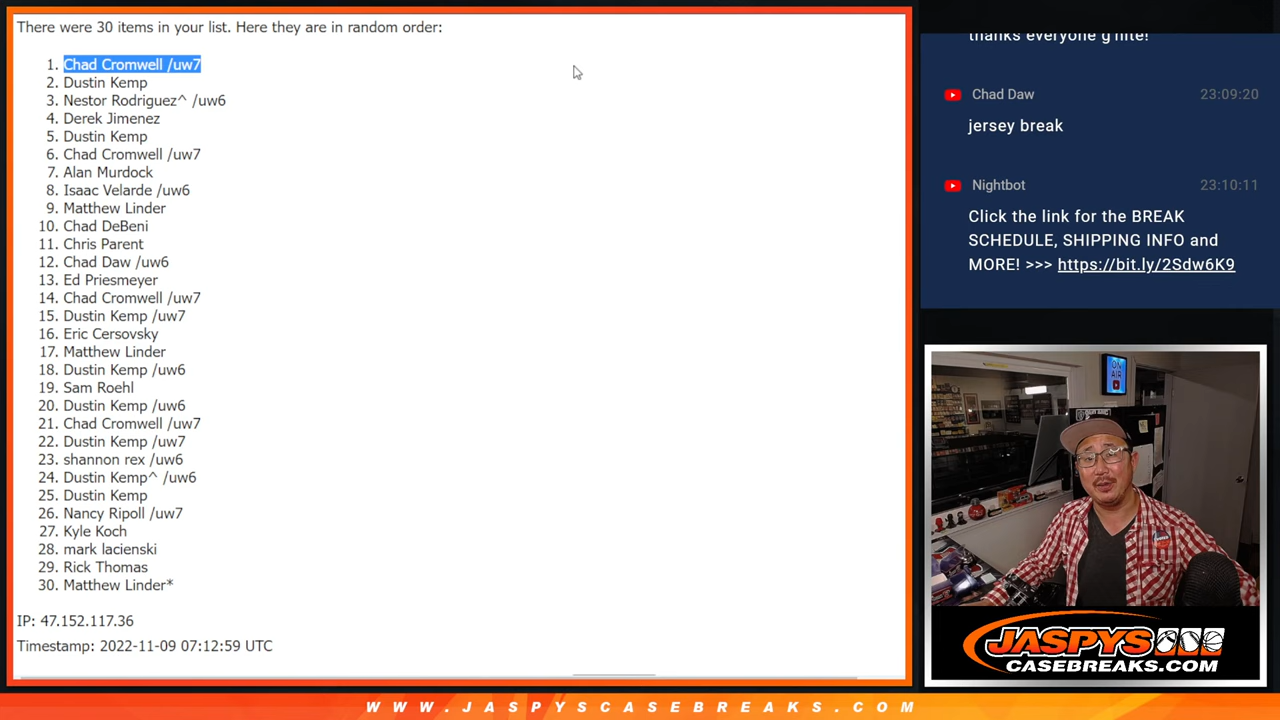 There were 30 items in your list. Here they are in random order:
1. Chad Cromwell /uw7
2. Dustin Kemp
3. Nestor Rodriguez^ /uw6
4. Derek Jimenez
5. Dustin Kemp
6. Chad Cromwell /uw7
7. Alan Murdock
8. Isaac Velarde /uw6
9. Matthew Linder
10. Chad DeBeni
11. Chris Parent
12. Chad Daw /uw6
13. Ed Priesmeyer
14. Chad Cromwell /uw7
15. Dustin Kemp /uw7
16. Eric Cersovsky
17. Matthew Linder
18. Dustin Kemp /uw6
19. Sam Roehl
20. Dustin Kemp /uw6
21. Chad Cromwell /uw7
22. Dustin Kemp /uw7
23. shannon rex /uw6
24. Dustin Kemp^ /uw6
25. Dustin Kemp
26. Nancy Ripoll /uw7
27. Kyle Koch
28. mark lacienski
29. Rick Thomas
30. Matthew Linder*
IP: 47.152.117.36
Timestamp: 2022-11-09 07:12:59 UTC
thanks everyone g'nite!
Chad Daw 23:09:20
jersey break
Nightbot 23:10:11
Click the link for the BREAK
SCHEDULE, SHIPPING INFO and
MORE! >>> https://bit.ly/2Sdw6K9
ON
AIR
JASPYS
CASEBREAKS.COM
WWW.JASPYSCASEBREAKS.COM